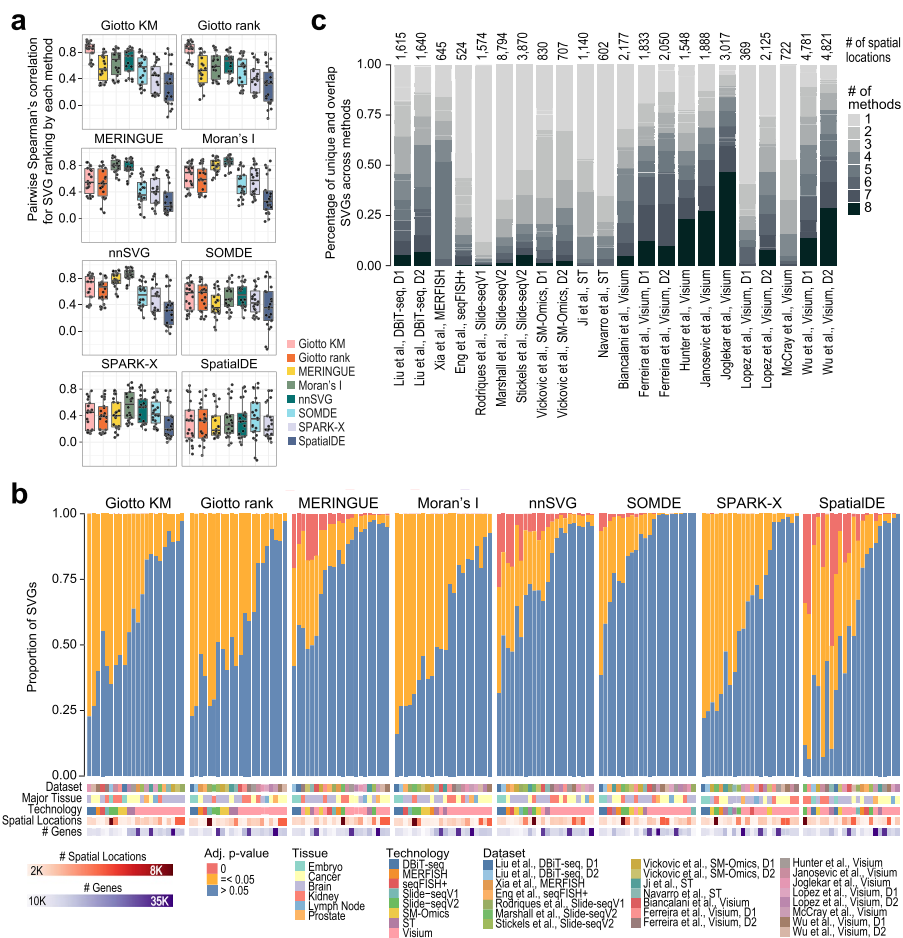 a
Pairwise Spearman's correlation
for SVG ranking by each method
Giotto KM
Giotto rank
0.8
0.4
0.0
MERINGUE
Moran's I
0.8
0.4
0.0
nnSVG
SOMDE
0.8
0.4
0.0
SPARK-X
SpatialDE
0.8
0.4
0.0
Giotto KM
Giotto rank
MERINGUE
Moran's I
nnSVG
SOMDE
SPARK-X
SpatialDE
c
1,615
1,640
645
524
1,574
8,794
3,870
830
707
1,140
602
2,177
1,833
2,050
1,548
1,888
3,017
369
2,125
722
4,781
4,821
# of spatial
locations
Percentage of unique and overlap
SVGs across methods
1.00
0.75
0.50
0.25
0.00
# of
methods
1
2
3
4
5
6
7
8
Liu et al., DBiT-seq, D1
Liu et al., DBiT-seq, D2
Xia et al., MERFISH
Eng et al., seqFISH+
Rodriques et al., Slide-seqV1
Marshall et al., Slide-seqV2
Stickels et al., Slide-seqV2
Vickovic et al., SM-Omics, D1
Vickovic et al., SM-Omics, D2
Ji et al., ST
Navarro et al., ST
Biancalani et al., Visium
Ferreira et al., Visium, D1
Ferreira et al., Visium, D2
Hunter et al., Visium
Janosevic et al., Visium
Joglekar et al., Visium
Lopez et al., Visium, D1
Lopez et al., Visium, D2
McCray et al., Visium
Wu et al., Visium, D1
Wu et al., Visium, D2
b
Giotto KM
Giotto rank
MERINGUE
Moran's I
nnSVG
SOMDE
SPARK-X
SpatialDE
Proportion of SVGs
1.00
0.75
0.50
0.25
0.00
Dataset
Major Tissue
Technology
Spatial Locations
# Genes
# Spatial Locations
2K
8K
# Genes
10K
35K
Adj. p-value
0
=< 0.05
> 0.05
Tissue
Embryo
Cancer
Brain
Kidney
Lymph Node
Prostate
Technology
DBiT-seq
MERFISH
seqFISH+
Slide-seqV1
Slide-seqV2
SM-Omics
ST
Visium
Dataset
Liu et al., DBiT-seq, D1
Liu et al., DBiT-seq, D2
Xia et al., MERFISH
Eng et al., seqFISH+
Rodriques et al., Slide-seqV1
Marshall et al., Slide-seqV2
Stickels et al., Slide-seqV2
Vickovic et al., SM-Omics, D1
Vickovic et al., SM-Omics, D2
Ji et al., ST
Navarro et al., ST
Biancalani et al., Visium
Ferreira et al., Visium, D1
Ferreira et al., Visium, D2
Hunter et al., Visium
Janosevic et al., Visium
Joglekar et al., Visium
Lopez et al., Visium, D1
Lopez et al., Visium, D2
McCray et al., Visium
Wu et al., Visium, D1
Wu et al., Visium, D2